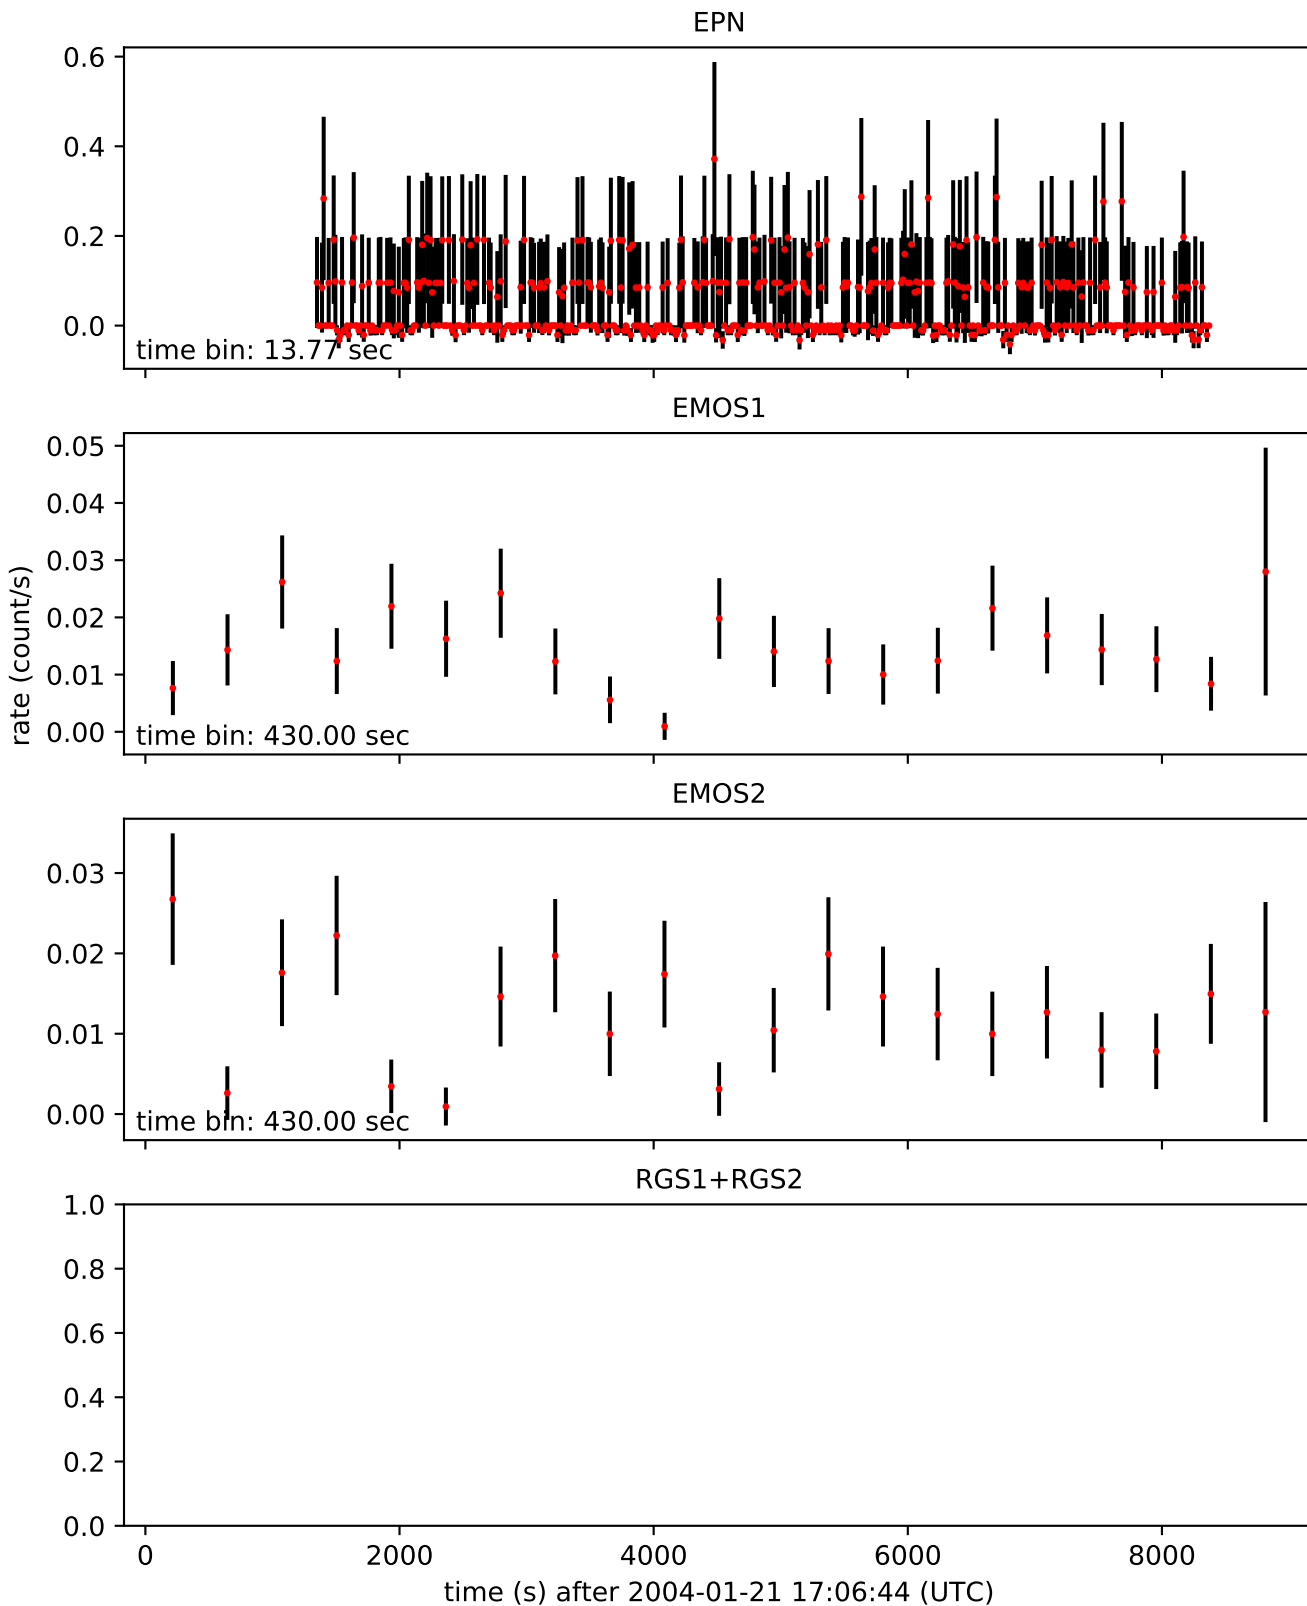 EPN
0.6
0.4
0.2
0.0
time bin: 13.77 sec
EMOS1
0.05
0.04
0.03
0.02
0.01
0.00
rate (count/s)
time bin: 430.00 sec
EMOS2
0.03
0.02
0.01
0.00
time bin: 430.00 sec
RGS1+RGS2
1.0
0.8
0.6
0.4
0.2
0.0
0 2000 4000 6000 8000
time (s) after 2004-01-21 17:06:44 (UTC)